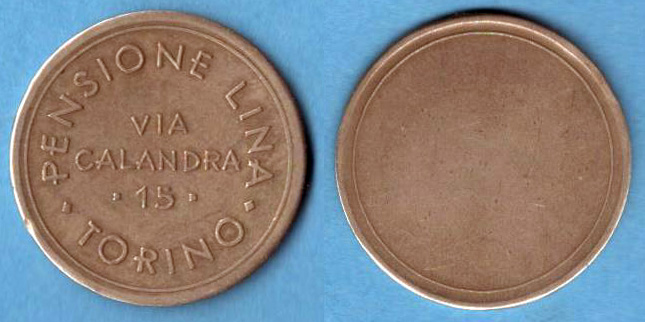 PENSIONE LINA
VIA
CALANDRA
• 15 •
• TORINO •